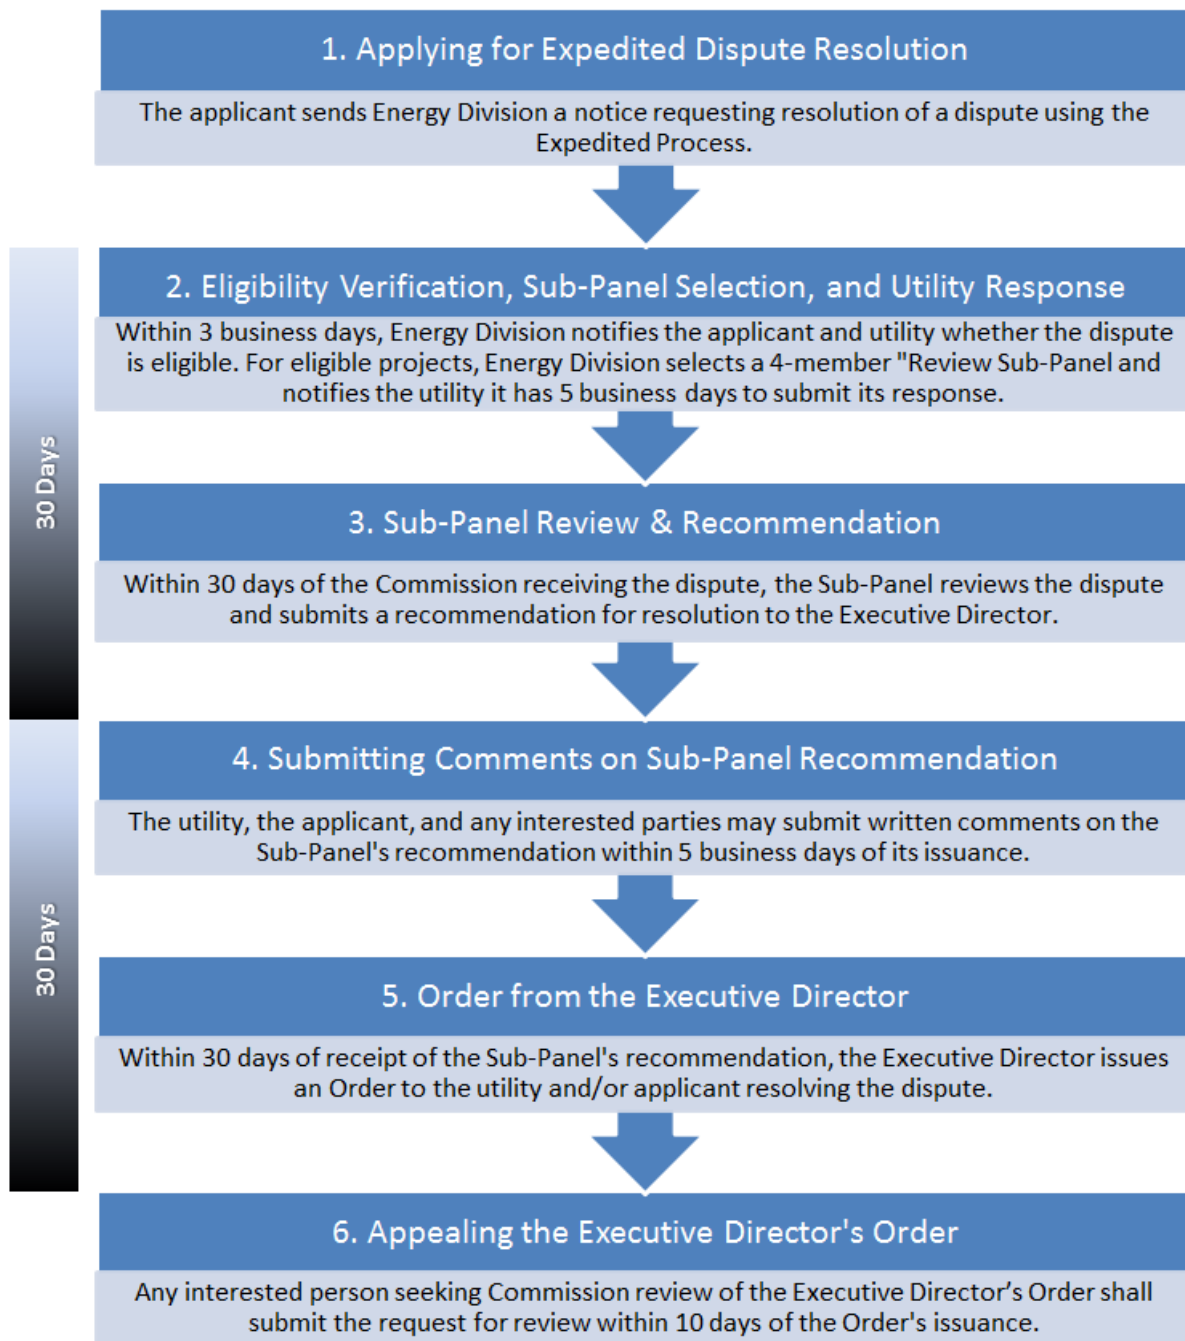 1. Applying for Expedited Dispute Resolution
The applicant sends Energy Division a notice requesting resolution of a dispute using the
Expedited Process.
30 Days
2. Eligibility Verification, Sub-Panel Selection, and Utility Response
Within 3 business days, Energy Division notifies the applicant and utility whether the dispute
is eligible. For eligible projects, Energy Division selects a 4-member "Review Sub-Panel and
notifies the utility it has 5 business days to submit its response.
3. Sub-Panel Review & Recommendation
Within 30 days of the Commission receiving the dispute, the Sub-Panel reviews the dispute
and submits a recommendation for resolution to the Executive Director.
30 Days
4. Submitting Comments on Sub-Panel Recommendation
The utility, the applicant, and any interested parties may submit written comments on the
Sub-Panel's recommendation within 5 business days of its issuance.
5. Order from the Executive Director
Within 30 days of receipt of the Sub-Panel's recommendation, the Executive Director issues
an Order to the utility and/or applicant resolving the dispute.
6. Appealing the Executive Director's Order
Any interested person seeking Commission review of the Executive Director’s Order shall
submit the request for review within 10 days of the Order's issuance.